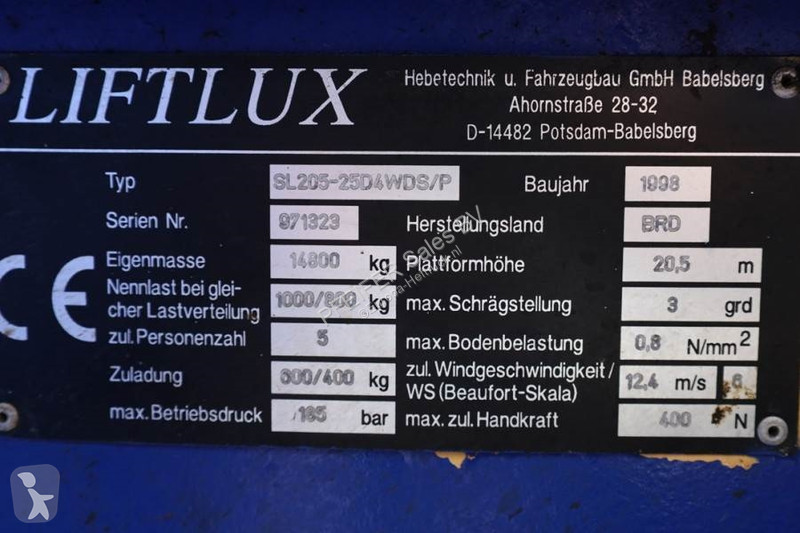 LIFTLUX
Hebetechnik u. Fahrzeugbau GmbH Babelsberg
Ahornstraße 28-32
D-14482 Potsdam-Babelsberg
Typ SL205-25D4WDS/P Baujahr 1998
Serien Nr. 971323 Herstellungsland BRD
Eigenmasse 14800 kg Plattformhöhe 20,5 m
Nennlast bei glei-
cher Lastverteilung 1000/800 kg max. Schrägstellung 3 grd
zul. Personenzahl 5 max. Bodenbelastung 0,8 N/mm²
Zuladung 600/400 kg zul. Windgeschwindigkeit/
WS (Beaufort-Skala) 12,4 m/s 6
max. Betriebsdruck 185 bar max. zul. Handkraft 400 N
CE